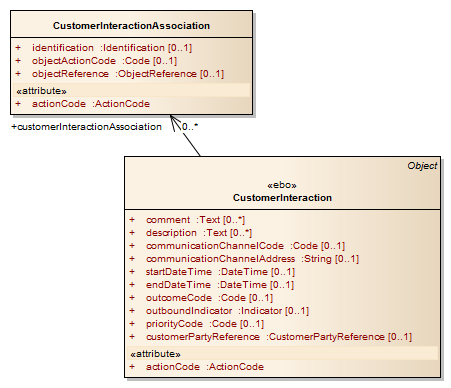 CustomerInteractionAssociation
+ identification :Identification [0..1]
+ objectActionCode :Code [0..1]
+ objectReference :ObjectReference [0..1]
«attribute»
+ actionCode :ActionCode
+customerInteractionAssociation 0..*
Object
«ebo»
CustomerInteraction
+ comment :Text [0..*]
+ description :Text [0..*]
+ communicationChannelCode :Code [0..1]
+ communicationChannelAddress :String [0..1]
+ startDateTime :DateTime [0..1]
+ endDateTime :DateTime [0..1]
+ outcomeCode :Code [0..1]
+ outboundIndicator :Indicator [0..1]
+ priorityCode :Code [0..1]
+ customerPartyReference :CustomerPartyReference [0..1]
«attribute»
+ actionCode :ActionCode